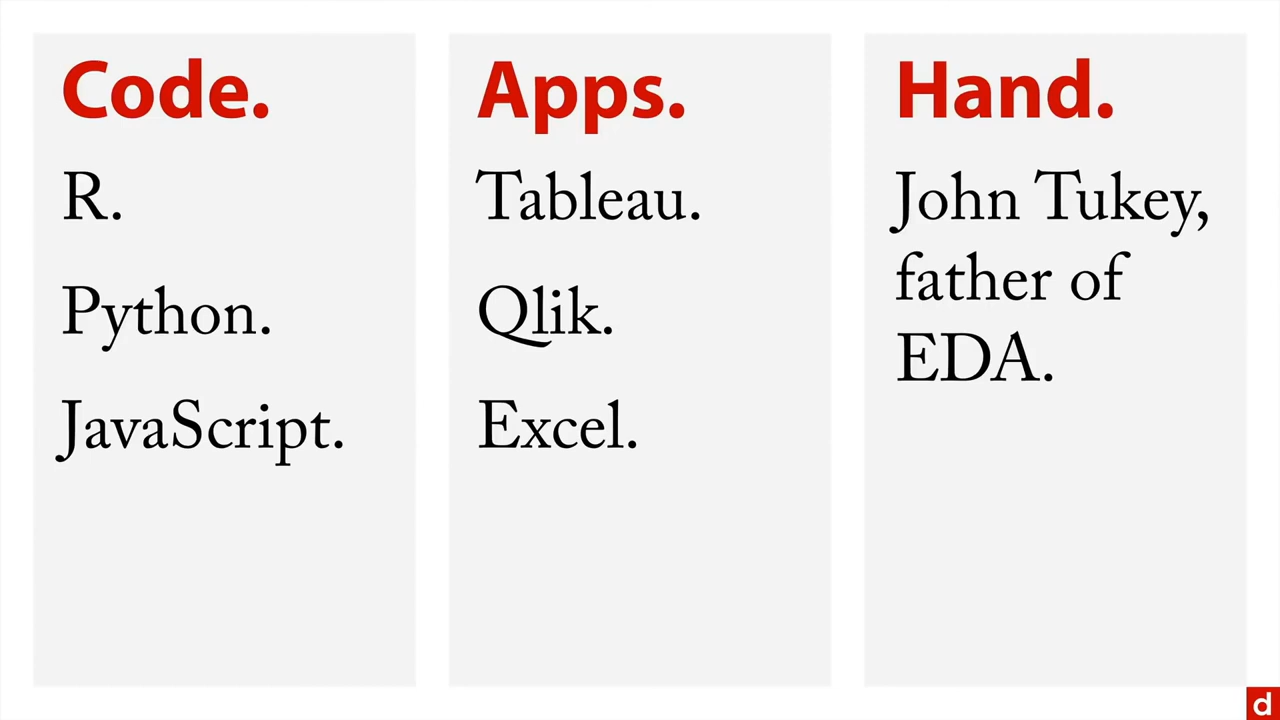 Code.
R.
Python.
JavaScript.
Apps.
Tableau.
Qlik.
Excel.
Hand.
John Tukey,
father of
EDA.
d